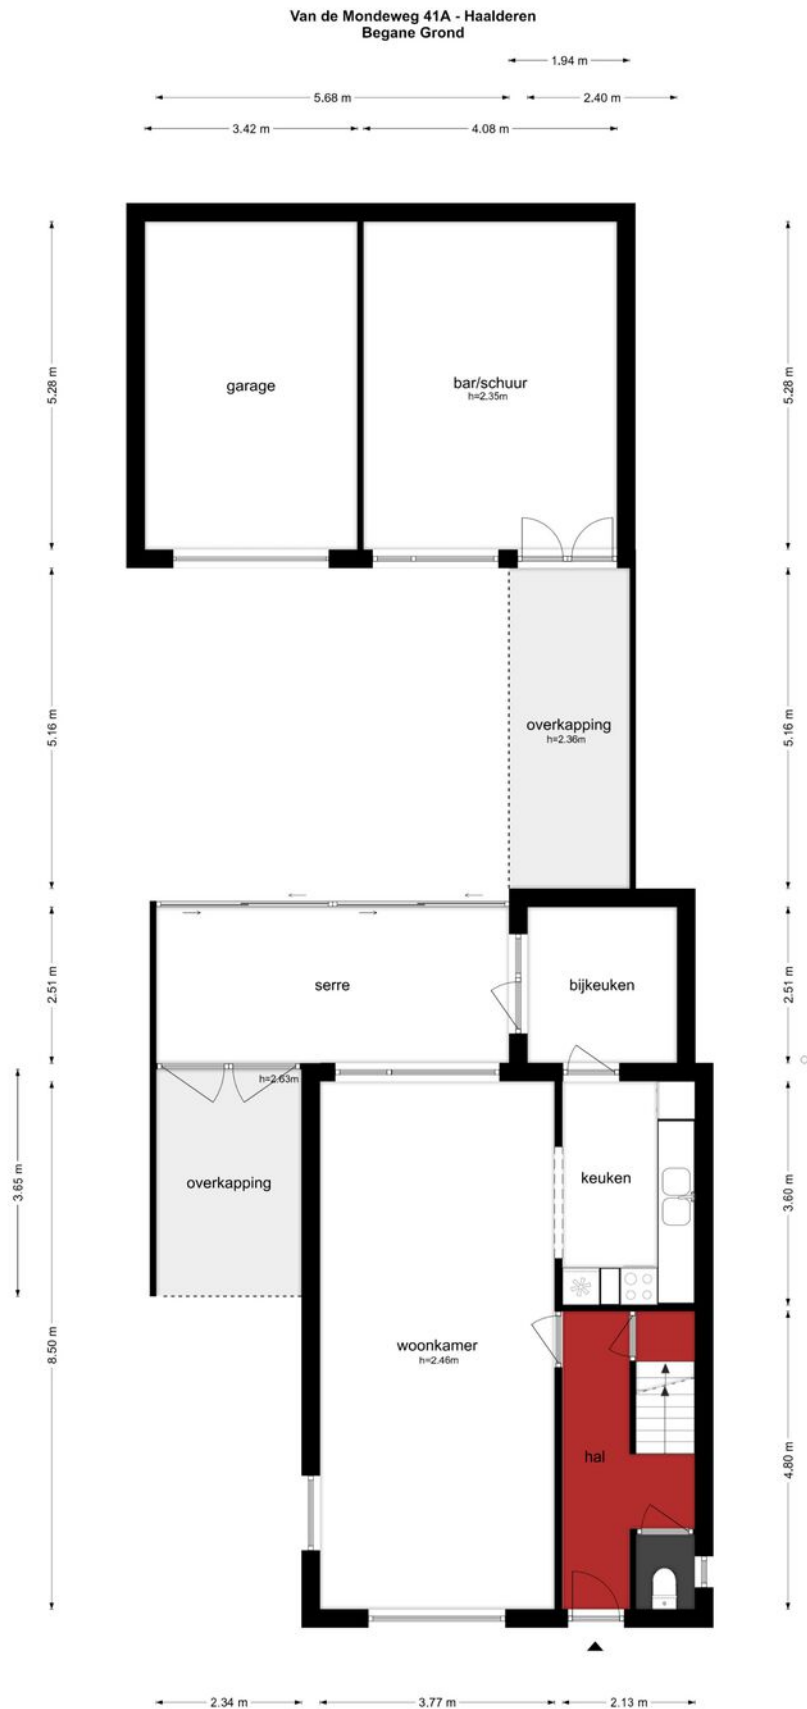 Van de Mondeweg 41A - Haalderen
Begane Grond
1.94 m
5.68 m
2.40 m
3.42 m
4.08 m
5.28 m
garage
bar/schuur
h=2.35m
5.28 m
5.16 m
overkapping
h=2.36m
5.16 m
2.51 m
serre
bijkeuken
2.51 m
h=2.63m
3.65 m
overkapping
keuken
3.60 m
8.50 m
woonkamer
h=2.46m
hal
4.80 m
2.34 m
3.77 m
2.13 m